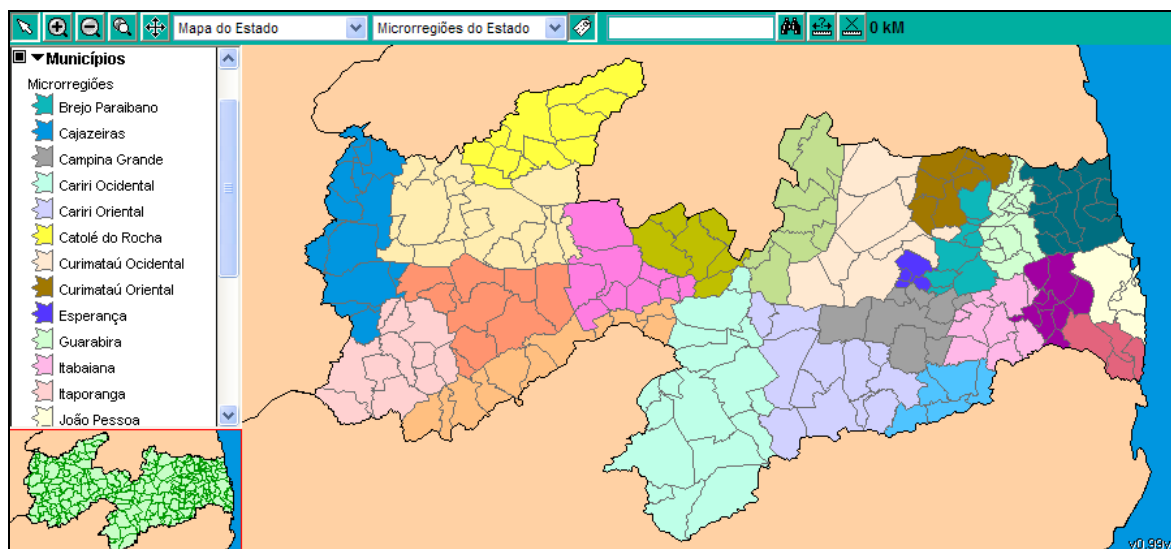 Mapa do Estado Microrregiões do Estado 0 kM
Municípios
Microrregiões
Brejo Paraibano
Cajazeiras
Campina Grande
Cariri Ocidental
Cariri Oriental
Catolé do Rocha
Curimataú Ocidental
Curimataú Oriental
Esperança
Guarabira
Itabaiana
Itaporanga
João Pessoa
v0.99v